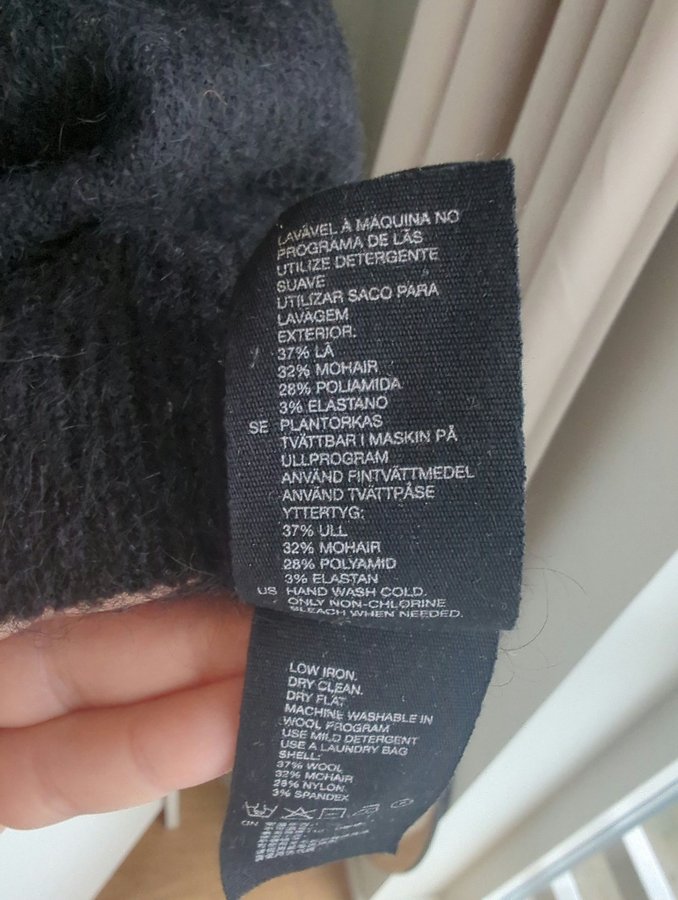 LAVÁVEL À MÁQUINA NO
PROGRAMA DE LÃS
UTILIZE DETERGENTE
SUAVE
UTILIZAR SACO PARA
LAVAGEM
EXTERIOR:
37% LÃ
32% MOHAIR
28% POLIAMIDA
3% ELASTANO
SE PLANTORKAS
TVÄTTBAR I MASKIN PÅ
ULLPROGRAM
ANVÄND FINTVÄTTMEDEL
ANVÄND TVÄTTPÅSE
YTTERTYG:
37% ULL
32% MOHAIR
28% POLYAMID
3% ELASTAN
US HAND WASH COLD.
ONLY NON-CHLORINE
BLEACH WHEN NEEDED.
LOW IRON.
DRY CLEAN.
DRY FLAT
MACHINE WASHABLE IN
WOOL PROGRAM
USE MILD DETERGENT
USE A LAUNDRY BAG
SHELL:
37% WOOL
32% MOHAIR
28% NYLON
3% SPANDEX
CN